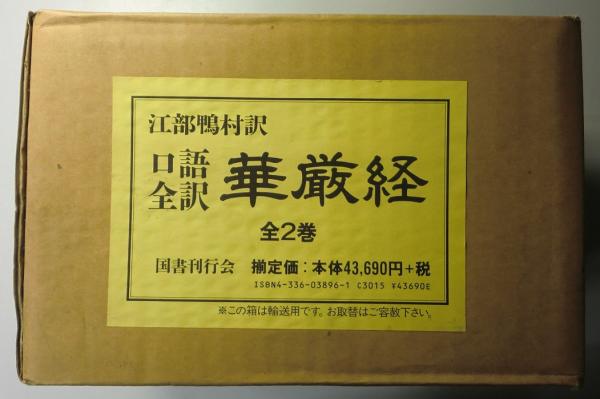 江部鴨村訳
口語全訳 華厳経
全2巻
国書刊行会 揃定価:本体43,690円+税
ISBN4-336-03896-1 C3015 ¥43690E
※この箱は輸送用です。お取替はご容赦下さい。